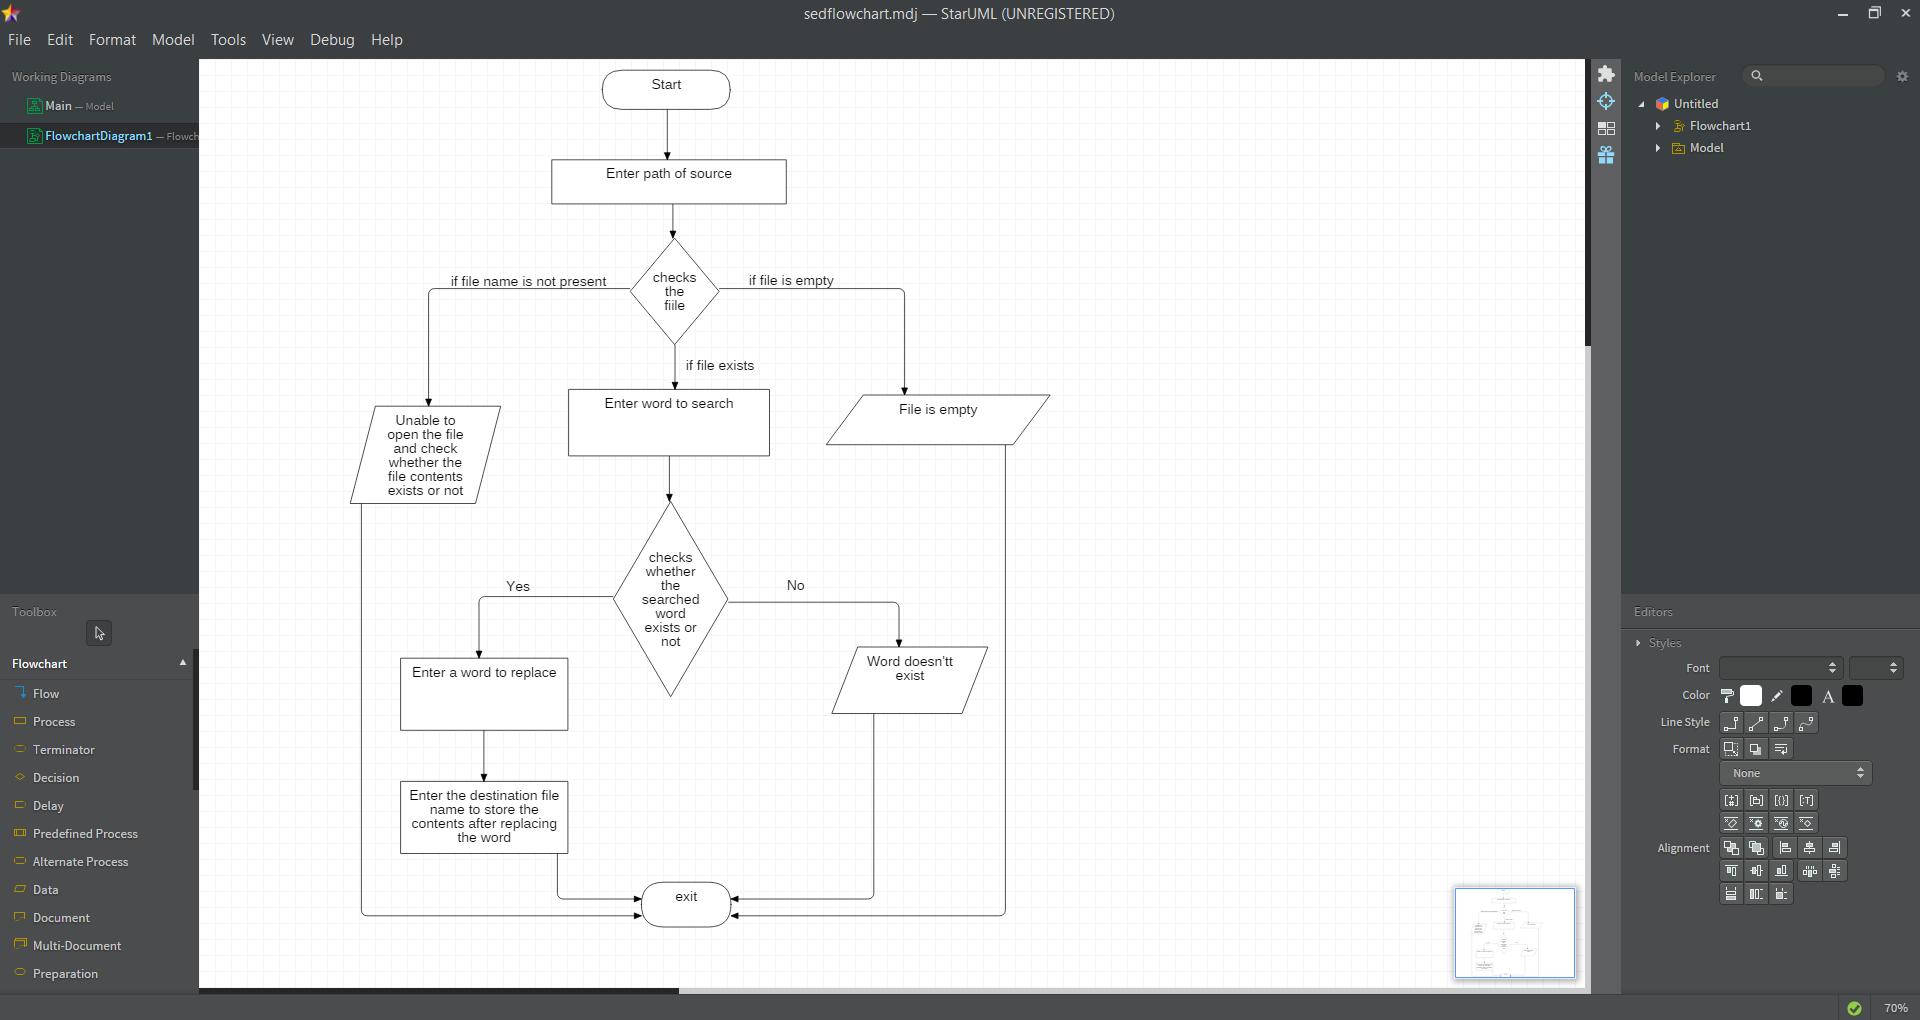 sedflowchart.mdj — StarUML (UNREGISTERED)
File Edit Format Model Tools View Debug Help
Working Diagrams
Main — Model
FlowchartDiagram1 — Flowch
Toolbox
Flowchart
Flow
Process
Terminator
Decision
Delay
Predefined Process
Alternate Process
Data
Document
Multi-Document
Preparation
Start
Enter path of source
checks
the
fiile
if file name is not present
if file is empty
if file exists
Unable to
open the file
and check
whether the
file contents
exists or not
Enter word to search
File is empty
checks
whether
the
searched
word
exists or
not
Yes
No
Enter a word to replace
Word doesn'tt
exist
Enter the destination file
name to store the
contents after replacing
the word
exit
Model Explorer
Untitled
Flowchart1
Model
Editors
Styles
Font
Color
A
Line Style
Format
None
Alignment
70%